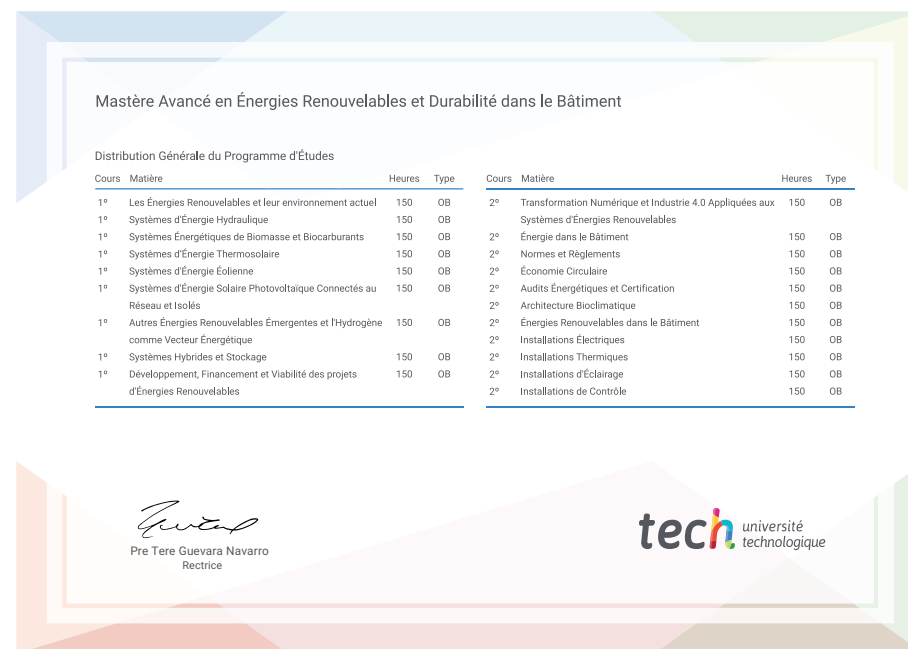 Mastère Avancé en Énergies Renouvelables et Durabilité dans le Bâtiment
Distribution Générale du Programme d'Études
Cours Matière Heures Type
1º Les Énergies Renouvelables et leur environnement actuel 150 OB
1º Systèmes d'Énergie Hydraulique 150 OB
1º Systèmes Énergétiques de Biomasse et Biocarburants 150 OB
1º Systèmes d'Énergie Thermosolaire 150 OB
1º Systèmes d'Énergie Éolienne 150 OB
1º Systèmes d'Énergie Solaire Photovoltaïque Connectés au 150 OB
Réseau et Isolés
1º Autres Énergies Renouvelables Émergentes et l'Hydrogène 150 OB
comme Vecteur Énergétique
1º Systèmes Hybrides et Stockage 150 OB
1º Développement, Financement et Viabilité des projets 150 OB
d'Énergies Renouvelables
Cours Matière Heures Type
2º Transformation Numérique et Industrie 4.0 Appliquées aux 150 OB
Systèmes d'Énergies Renouvelables
2º Énergie dans le Bâtiment 150 OB
2º Normes et Règlements 150 OB
2º Économie Circulaire 150 OB
2º Audits Énergétiques et Certification 150 OB
2º Architecture Bioclimatique 150 OB
2º Énergies Renouvelables dans le Bâtiment 150 OB
2º Installations Électriques 150 OB
2º Installations Thermiques 150 OB
2º Installations d'Éclairage 150 OB
2º Installations de Contrôle 150 OB
Pre Tere Guevara Navarro
Rectrice
tech université
technologique